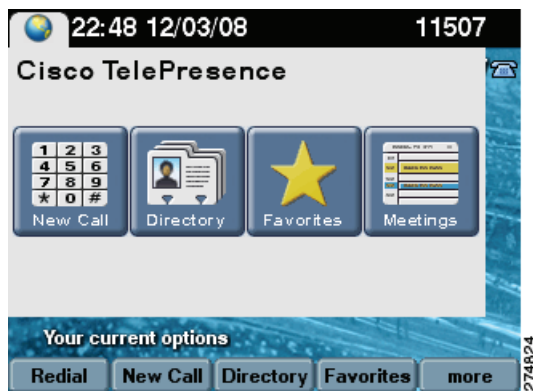 22:48 12/03/08 11507
Cisco TelePresence
1 2 3
4 5 6
7 8 9
* 0 #
New Call Directory Favorites Meetings
Your current options
Redial New Call Directory Favorites more
274824